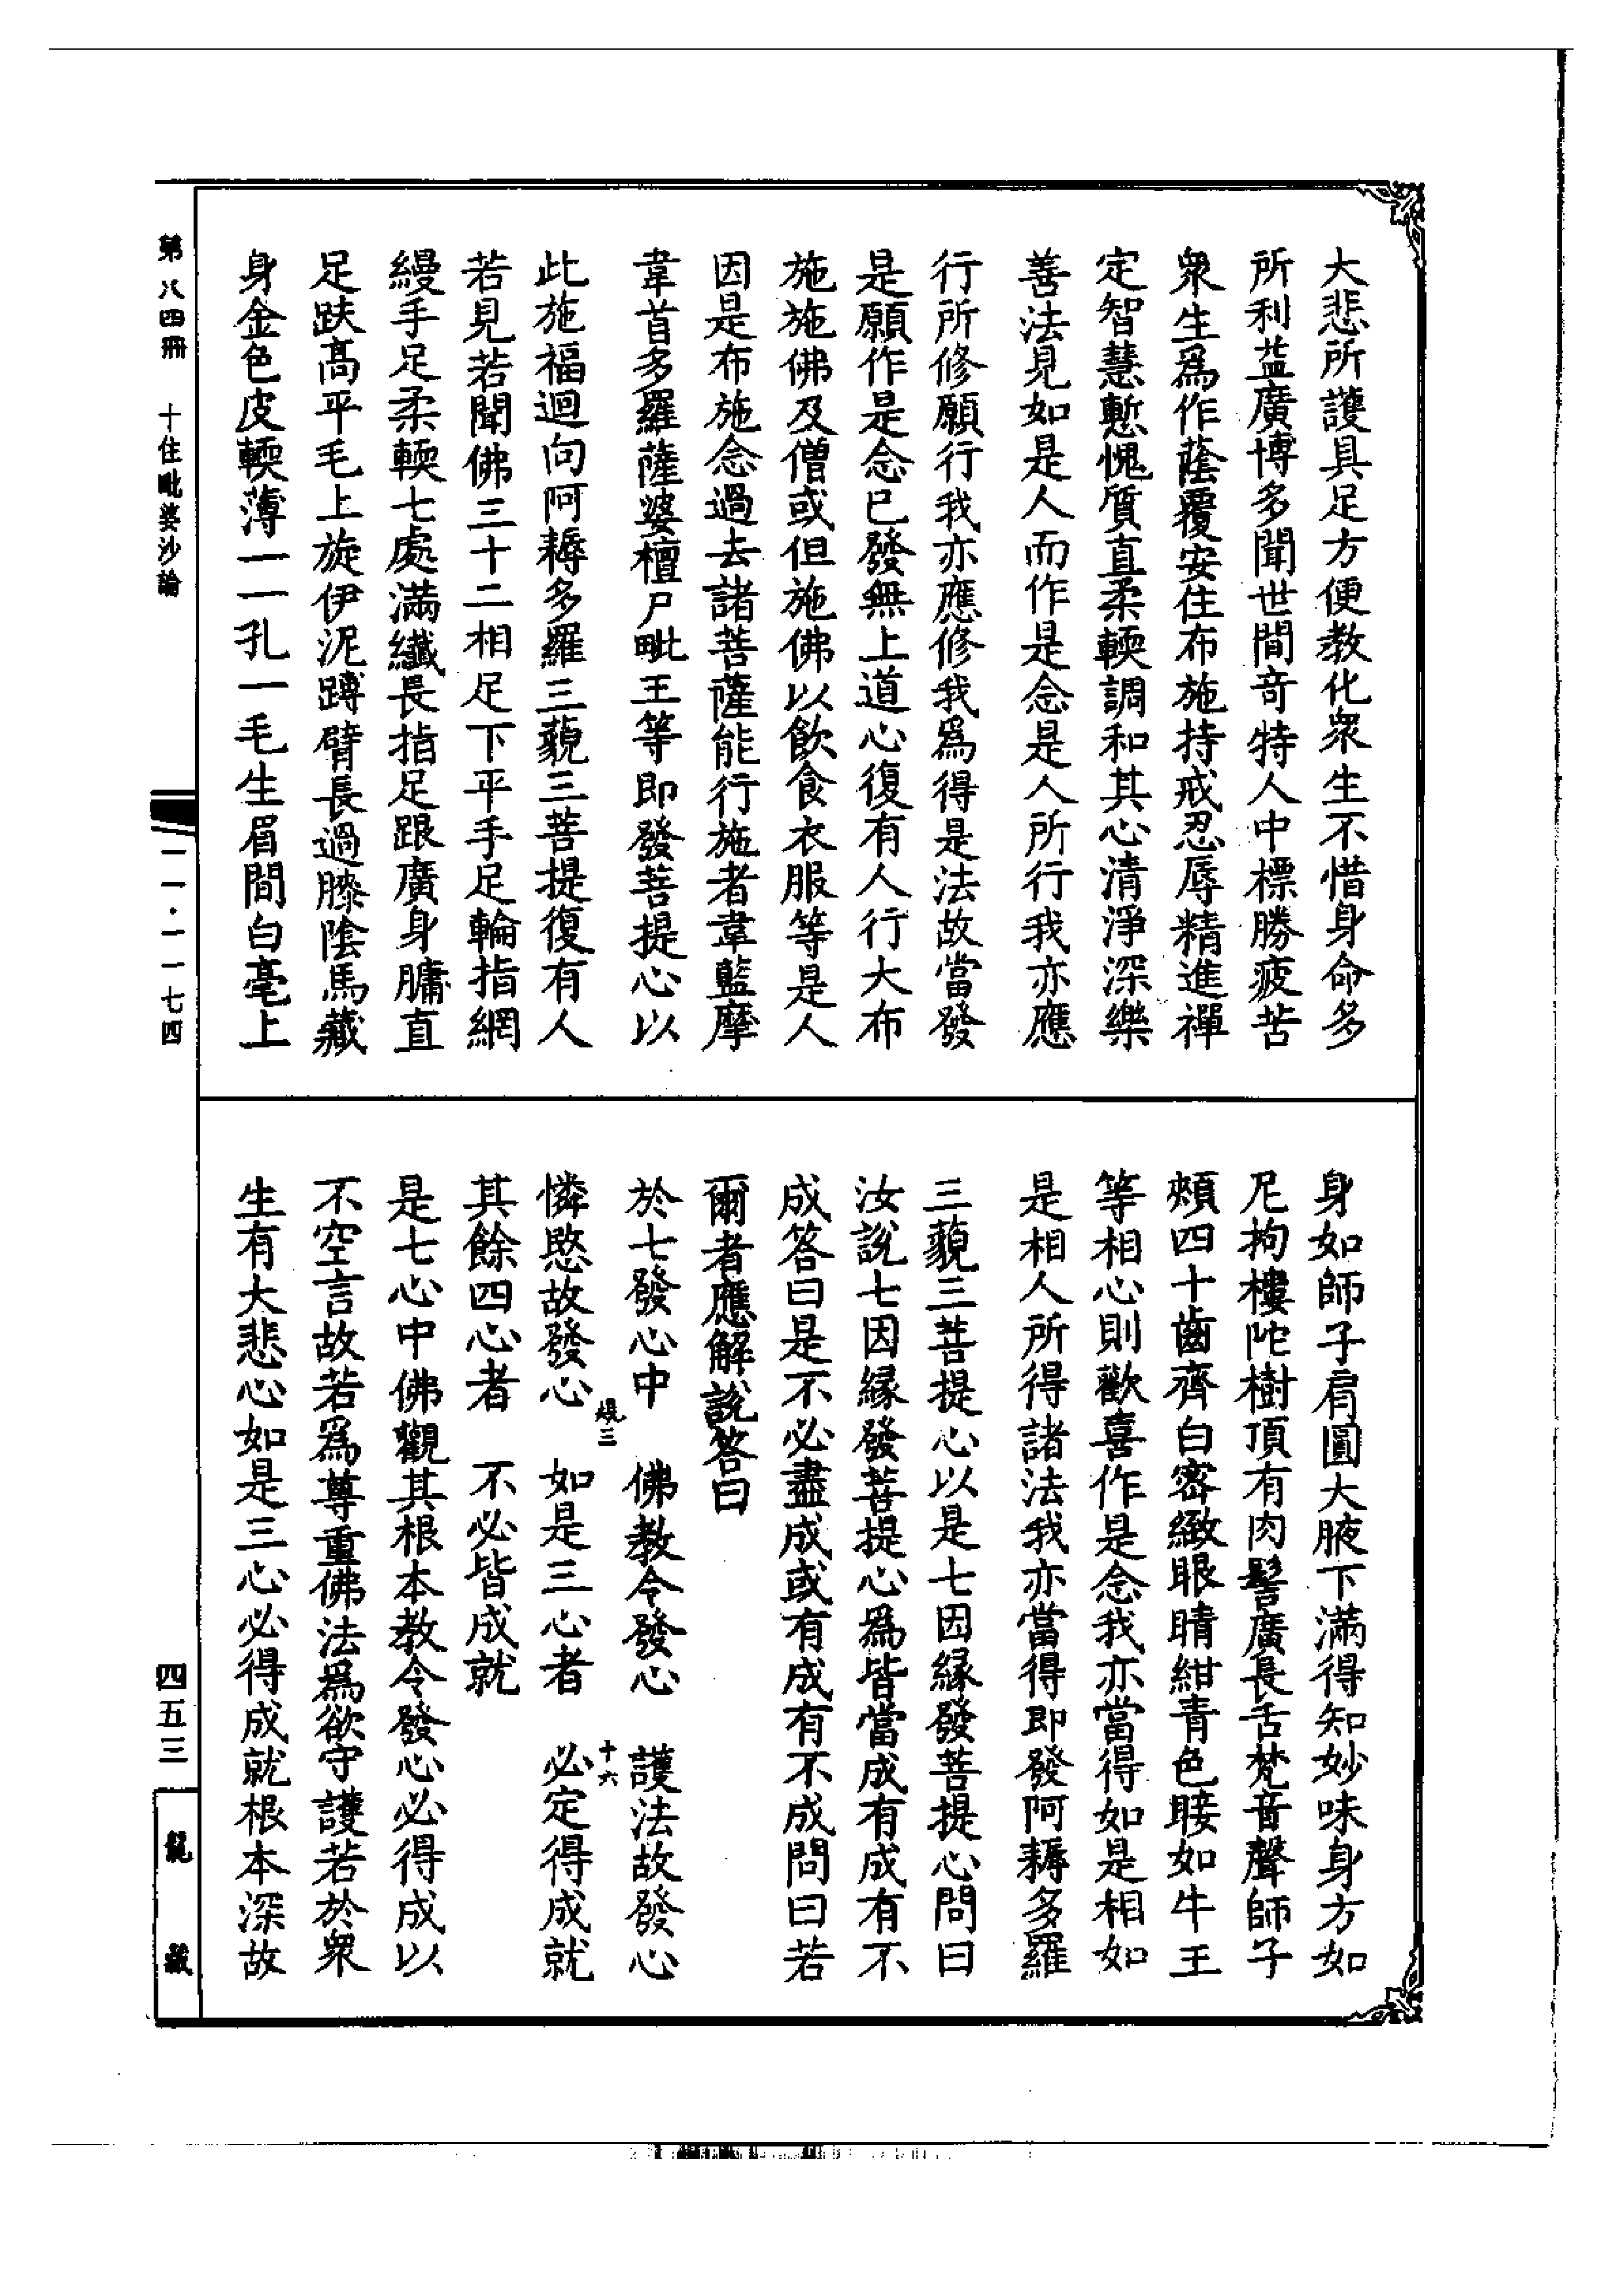 大悲所護具足方便教化衆生不惜身命多
所利益廣博多聞世間竒特人中標勝疲苦
衆生爲作蔭覆安住布施持戒忍辱精進禪
定智慧慙愧質直柔輭調和其心清淨深樂
善法見如是人而作是念是人所行我亦應
行所修願行我亦應修我爲得是法故當發
是願作是念已發無上道心復有人行大布
施施佛及僧或但施佛以飲食衣服等是人
因是布施念過去諸菩薩能行施者韋藍摩
韋首多羅薩婆檀尸毗王等即發菩提心以
此施福迴向阿耨多羅三藐三菩提復有人
若見若聞佛三十二相足下平手足輪指網
縵手足柔輭七處滿纖長指足跟廣身𦟛直
足趺高平毛上旋伊泥蹲臂長過膝陰馬藏
身金色皮輭薄一一孔一毛生眉間白毫上
身如師子肩圓大腋下滿得知妙味身方如
尼拘樓陀樹頂有肉髻廣長舌梵音聲師子
頰四十齒齊白密緻眼睛紺青色睫如牛王
等相心則歡喜作是念我亦當得如是相如
是相人所得諸法我亦當得即發阿耨多羅
三藐三菩提心以是七因緣發菩提心問曰
汝說七因緣發菩提心爲皆當成有成有不
成答曰是不必盡成或有成有不成問曰若
爾者應解說答曰
於七發心中　佛教令發心　護法故發心
憐愍故發心　如是三心者　必定得成就
其餘四心者　不必皆成就
是七心中佛觀其根本教令發心必得成以
不空言故若爲尊重佛法爲欲守護若於衆
生有大悲心如是三心必得成就根本深故
三
十六
第八四冊　十住毗婆沙論
一一·一一七四
四五三
龍藏